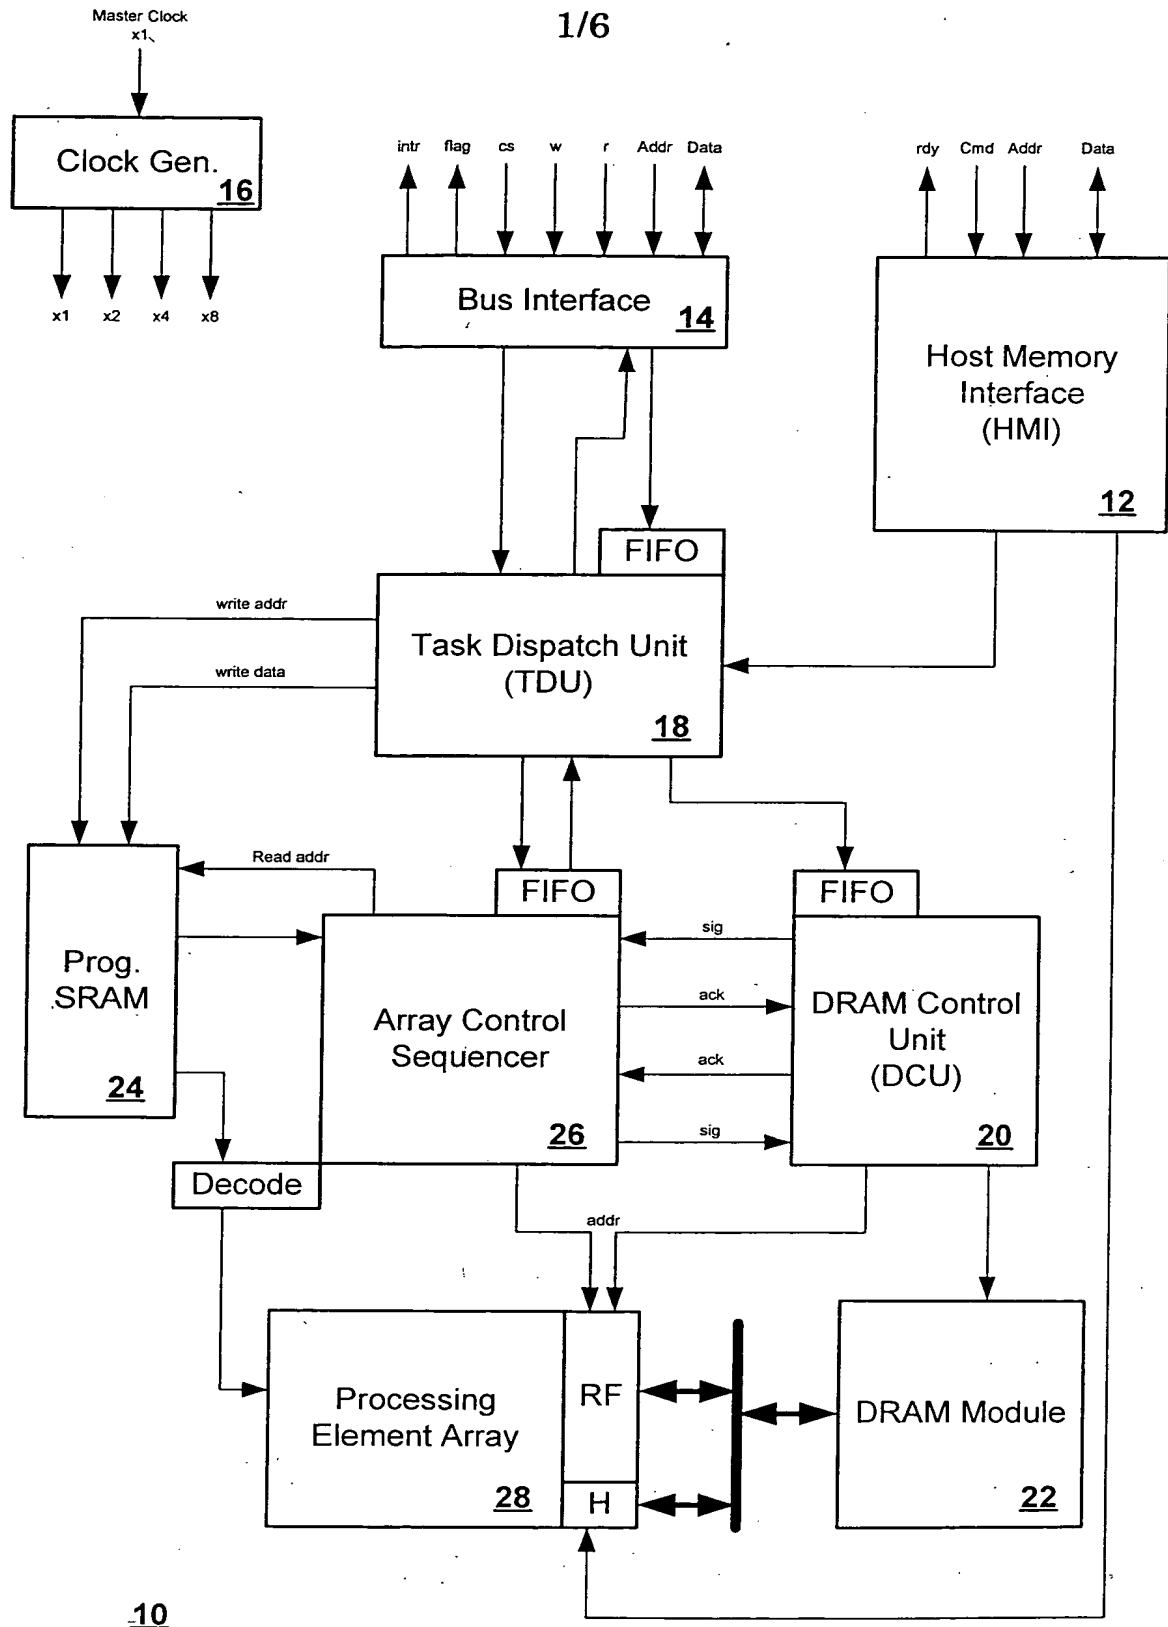 1/6
Master Clock
x1
Clock Gen.
16
x1 x2 x4 x8
intr flag cs w r Addr Data
Bus Interface
14
rdy Cmd Addr Data
Host Memory
Interface
(HMI)
12
FIFO
Task Dispatch Unit
(TDU)
18
write addr
write data
Prog.
SRAM
24
Read addr
FIFO
Array Control
Sequencer
26
Decode
sig
ack
ack
sig
FIFO
DRAM Control
Unit
(DCU)
20
addr
Processing
Element Array
28
RF
H
DRAM Module
22
10